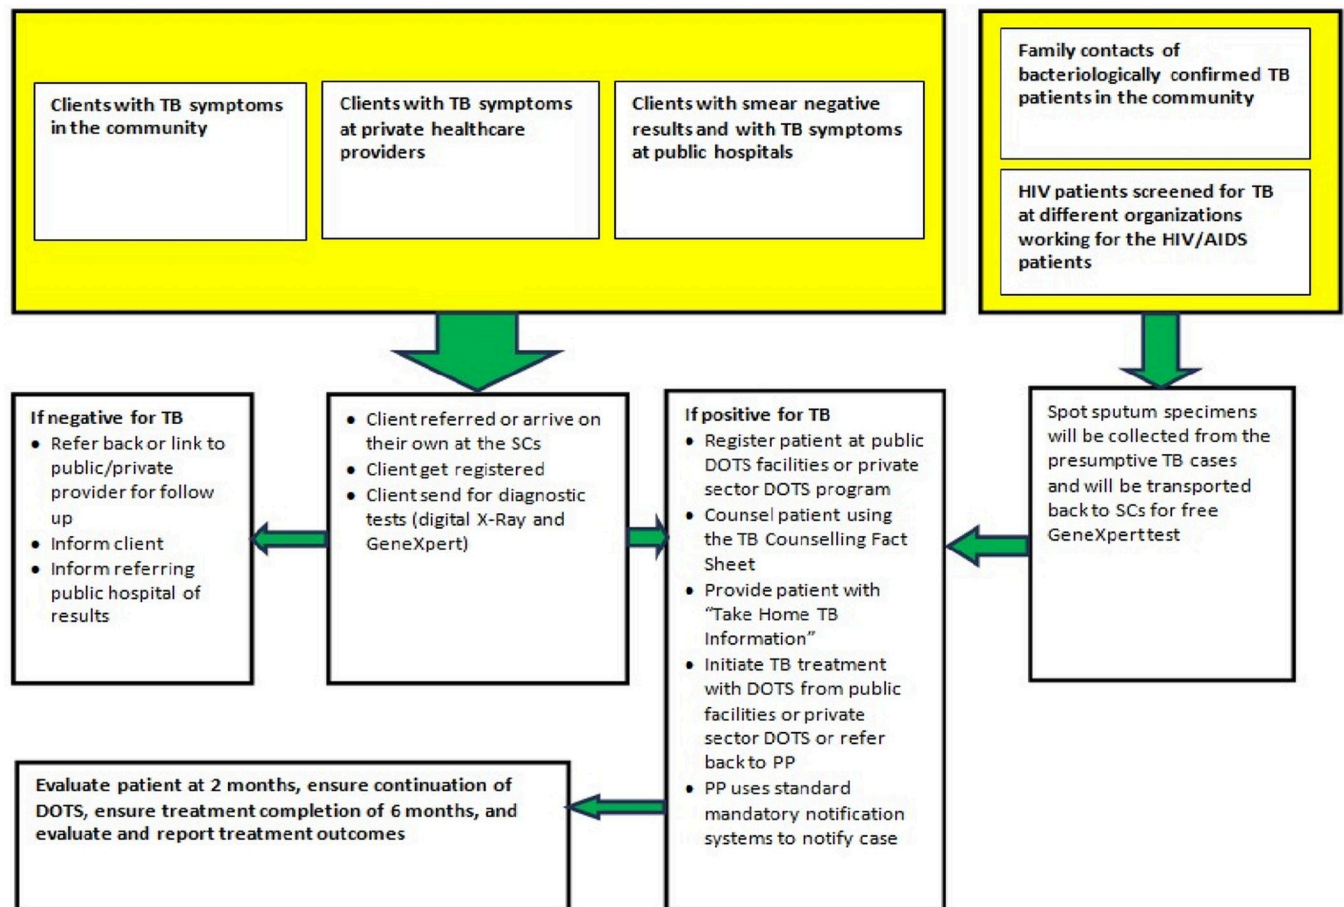 Clients with TB symptoms
in the community
Clients with TB symptoms
at private healthcare
providers
Clients with smear negative
results and with TB symptoms
at public hospitals
Family contacts of
bacteriologically confirmed TB
patients in the community
HIV patients screened for TB
at different organizations
working for the HIV/AIDS
patients
If negative for TB
• Refer back or link to
public/private
provider for follow
up
• Inform client
• Inform referring
public hospital of
results
• Client referred or arrive on
their own at the SCs
• Client get registered
• Client send for diagnostic
tests (digital X-Ray and
GeneXpert)
If positive for TB
• Register patient at public
DOTS facilities or private
sector DOTS program
• Counsel patient using
the TB Counselling Fact
Sheet
• Provide patient with
“Take Home TB
Information”
• Initiate TB treatment
with DOTS from public
facilities or private
sector DOTS or refer
back to PP
• PP uses standard
mandatory notification
systems to notify case
Spot sputum specimens
will be collected from the
presumptive TB cases
and will be transported
back to SCs for free
GeneXpert test
Evaluate patient at 2 months, ensure continuation of
DOTS, ensure treatment completion of 6 months, and
evaluate and report treatment outcomes